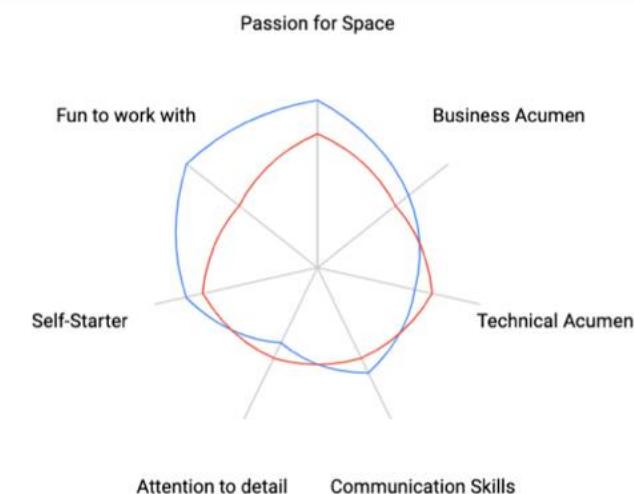 Passion for Space
Fun to work with
Business Acumen
Self-Starter
Technical Acumen
Attention to detail
Communication Skills